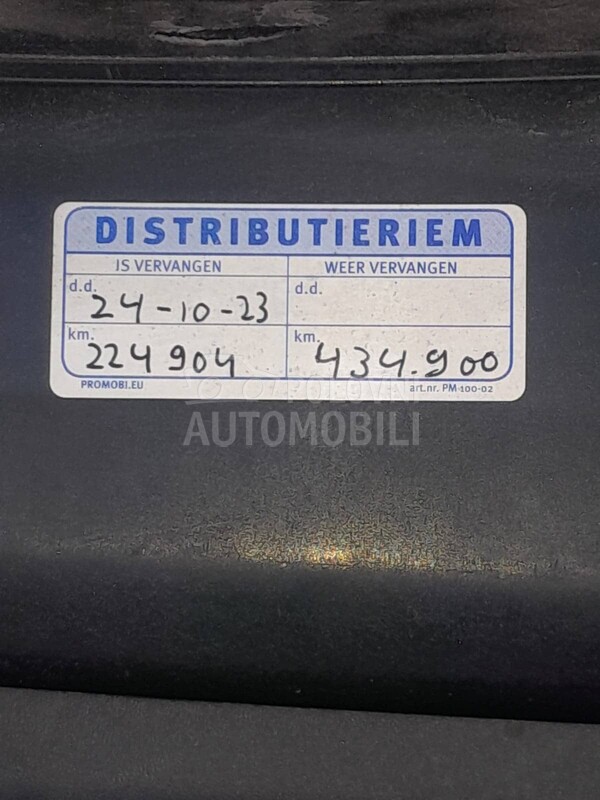 DISTRIBUTIERIEM
IS VERVANGEN
WEER VERVANGEN
d.d.
24-10-23
d.d.
km.
224904
km.
434.900
PROMOBI.EU
art.nr. PM-100-02
POLOVNI
AUTOMOBILI